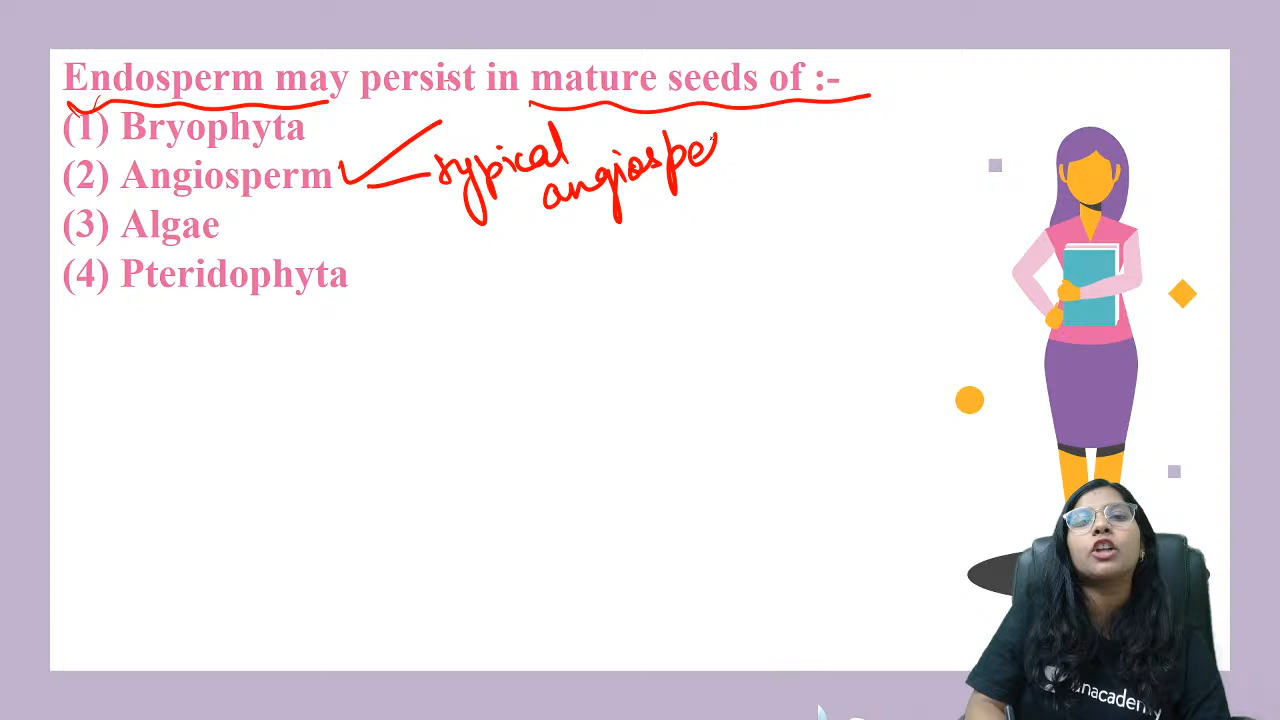 Endosperm may persist in mature seeds of :-
(1) Bryophyta
(2) Angiosperm
typical
angiospe
(3) Algae
(4) Pteridophyta
unacademy